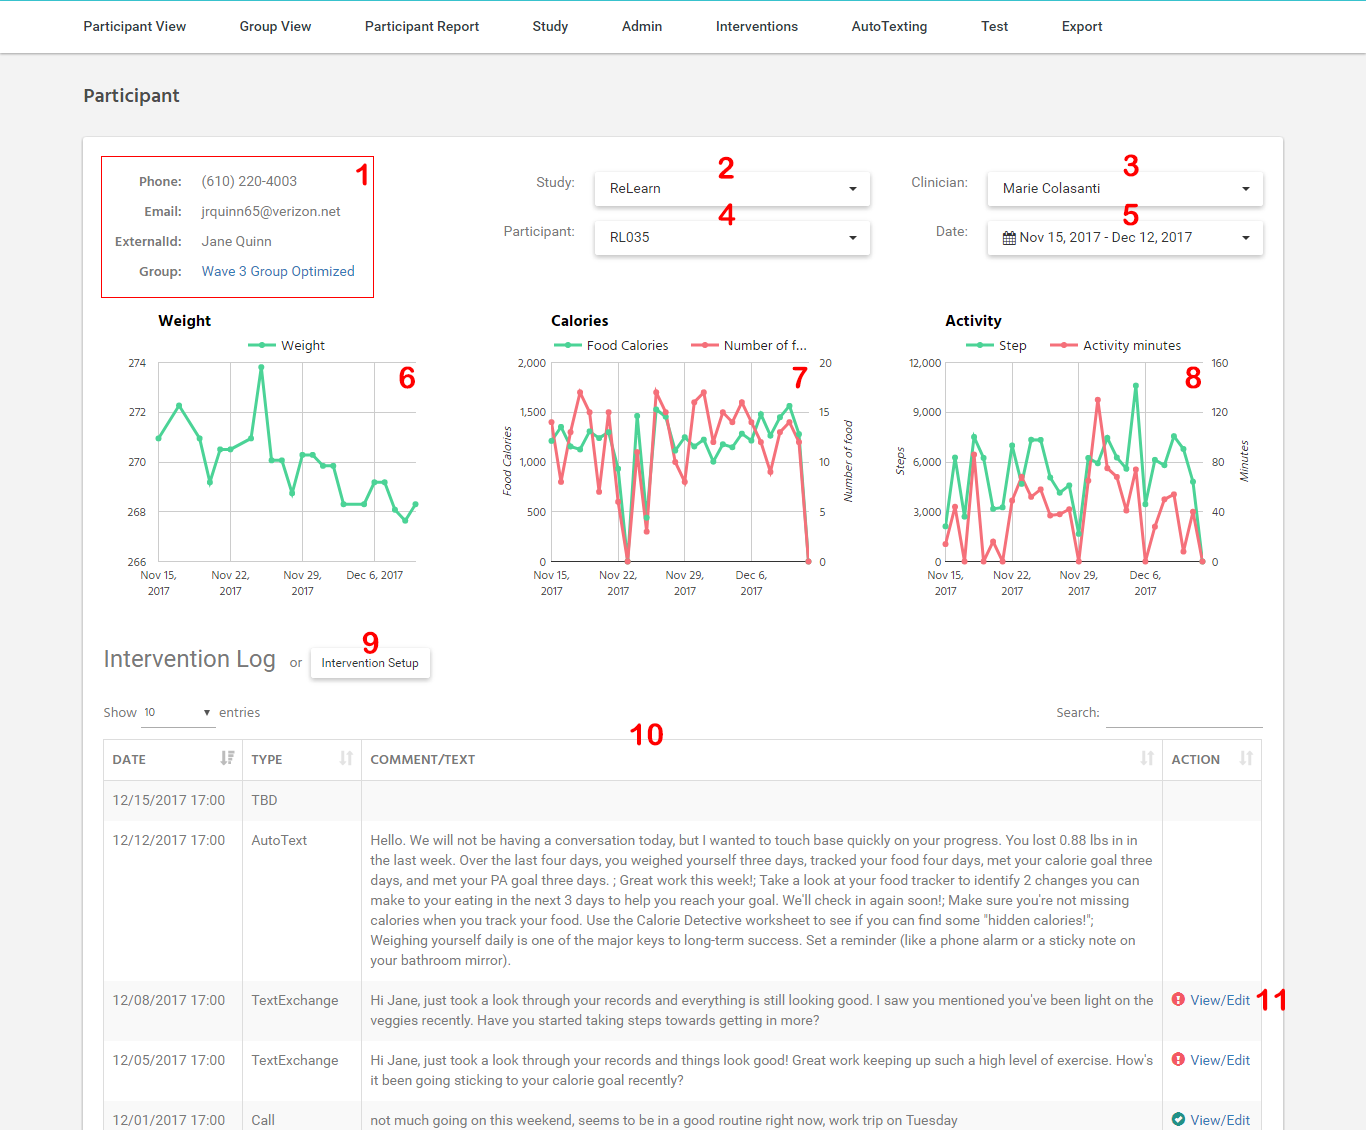 Participant View Group View Participant Report Study Admin Interventions AutoTexting Test Export
Participant
1
Phone: (610) 220-4003
Email: jrquinn65@verizon.net
ExternalId: Jane Quinn
Group: Wave 3 Group Optimized
2
Study: ReLearn
3
Clinician: Marie Colasanti
4
Participant: RL035
5
Date: Nov 15, 2017 - Dec 12, 2017
Weight
Weight
6
274
272
270
268
266
Nov 15, 2017
Nov 22, 2017
Nov 29, 2017
Dec 6, 2017
Calories
Food Calories Number of f...
7
2,000
1,500
1,000
500
0
Food Calories
20
15
10
5
0
Number of food
Nov 15, 2017
Nov 22, 2017
Nov 29, 2017
Dec 6, 2017
Activity
Step Activity minutes
8
12,000
9,000
6,000
3,000
0
Steps
160
120
80
40
0
Minutes
Nov 15, 2017
Nov 22, 2017
Nov 29, 2017
Dec 6, 2017
9
Intervention Log or Intervention Setup
Show 10 entries
Search:
10
DATE TYPE COMMENT/TEXT ACTION
12/15/2017 17:00 TBD
12/12/2017 17:00 AutoText Hello. We will not be having a conversation today, but I wanted to touch base quickly on your progress. You lost 0.88 lbs in in
the last week. Over the last four days, you weighed yourself three days, tracked your food four days, met your calorie goal three
days, and met your PA goal three days. ; Great work this week!; Take a look at your food tracker to identify 2 changes you can
make to your eating in the next 3 days to help you reach your goal. We'll check in again soon!; Make sure you're not missing
calories when you track your food. Use the Calorie Detective worksheet to see if you can find some "hidden calories!";
Weighing yourself daily is one of the major keys to long-term success. Set a reminder (like a phone alarm or a sticky note on
your bathroom mirror).
12/08/2017 17:00 TextExchange Hi Jane, just took a look through your records and everything is still looking good. I saw you mentioned you've been light on the View/Edit 11
veggies recently. Have you started taking steps towards getting in more?
12/05/2017 17:00 TextExchange Hi Jane, just took a look through your records and things look good! Great work keeping up such a high level of exercise. How's View/Edit
it been going sticking to your calorie goal recently?
12/01/2017 17:00 Call not much going on this weekend, seems to be in a good routine right now, work trip on Tuesday View/Edit